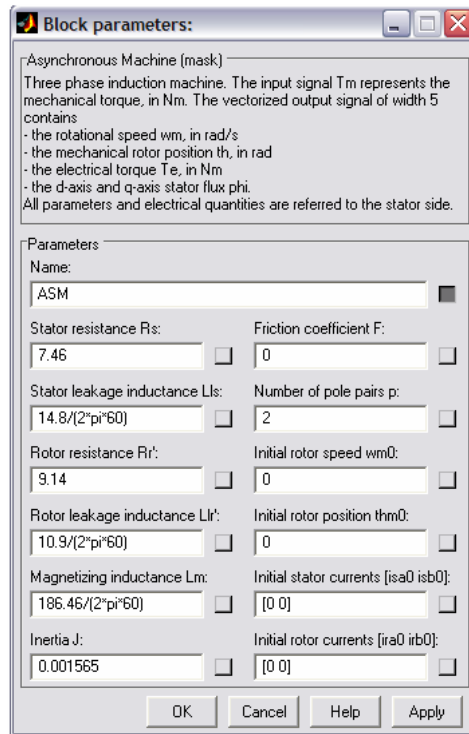 Block parameters:
Asynchronous Machine (mask)
Three phase induction machine. The input signal Tm represents the
mechanical torque, in Nm. The vectorized output signal of width 5
contains
- the rotational speed wm, in rad/s
- the mechanical rotor position th, in rad
- the electrical torque Te, in Nm
- the d-axis and q-axis stator flux phi.
All parameters and electrical quantities are referred to the stator side.
Parameters
Name:
ASM
Stator resistance Rs:
7.46
Friction coefficient F:
0
Stator leakage inductance Lls:
14.8/(2*pi*60)
Number of pole pairs p:
2
Rotor resistance Rr':
9.14
Initial rotor speed wm0:
0
Rotor leakage inductance Llr':
10.9/(2*pi*60)
Initial rotor position thm0:
0
Magnetizing inductance Lm:
186.46/(2*pi*60)
Initial stator currents [isa0 isb0]:
[0 0]
Inertia J:
0.001565
Initial rotor currents [ira0 irb0]:
[0 0]
OK
Cancel
Help
Apply